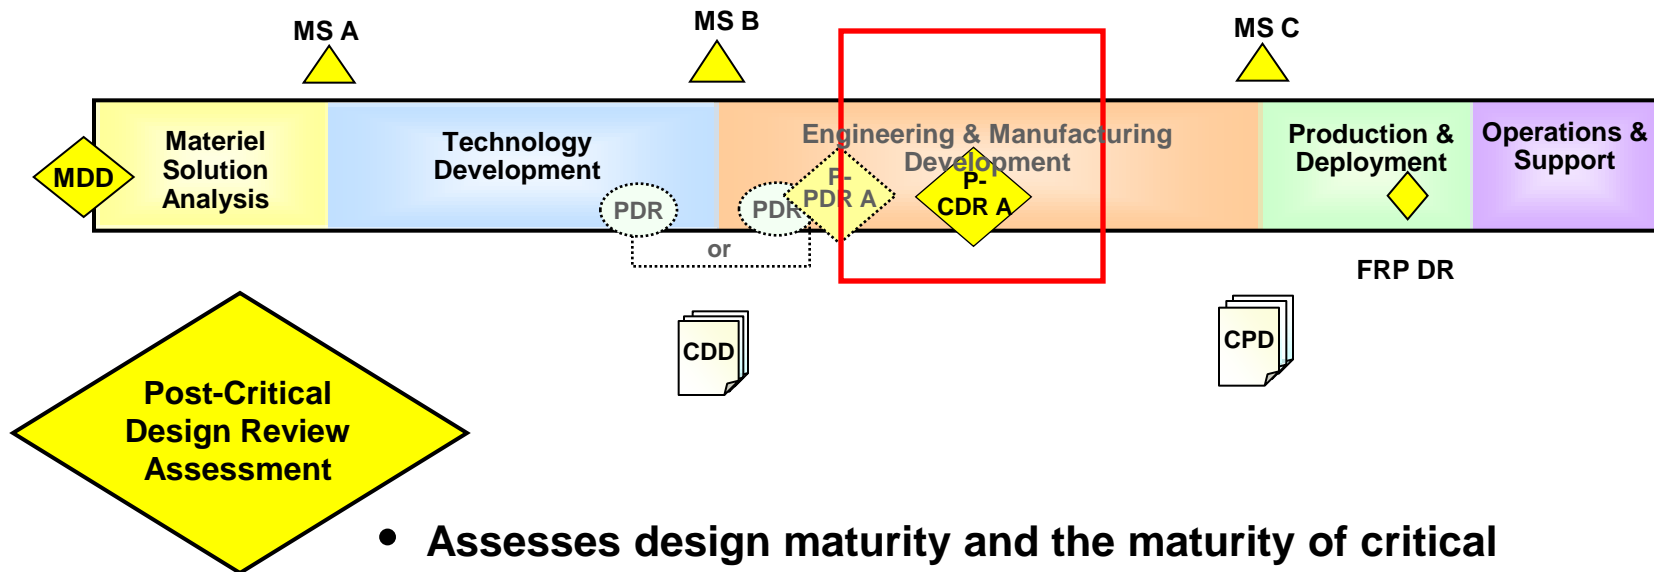 MS A
MS B
MS C
MDD
Materiel
Solution
Analysis
Technology
Development
Engineering & Manufacturing
Development
Production &
Deployment
Operations &
Support
PDR
PDR
P-
PDR A
P-
CDR A
or
FRP DR
CDD
CPD
Post-Critical
Design Review
Assessment
• Assesses design maturity and the maturity of critical